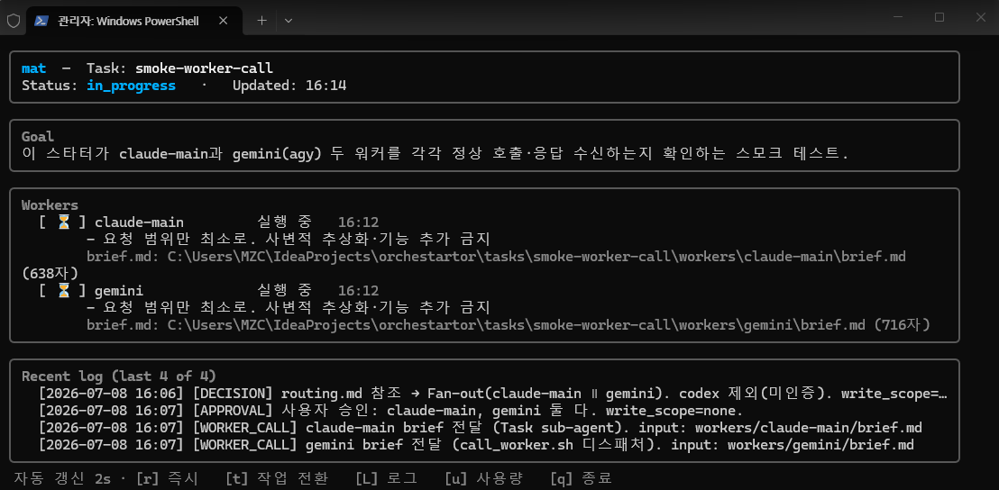 관리자: Windows PowerShell
mat — Task: smoke-worker-call
Status: in_progress · Updated: 16:14
Goal
이 스타터가 claude-main과 gemini(agy) 두 워커를 각각 정상 호출·응답 수신하는지 확인하는 스모크 테스트.
Workers
[ ⏳ ] claude-main 실행 중 16:12
– 요청 범위만 최소로. 사변적 추상화·기능 추가 금지
brief.md: C:\Users\MZC\IdeaProjects\orchestartor\tasks\smoke-worker-call\workers\claude-main\brief.md
(638자)
[ ⏳ ] gemini 실행 중 16:12
– 요청 범위만 최소로. 사변적 추상화·기능 추가 금지
brief.md: C:\Users\MZC\IdeaProjects\orchestartor\tasks\smoke-worker-call\workers\gemini\brief.md (716자)
Recent log (last 4 of 4)
[2026-07-08 16:06] [DECISION] routing.md 참조 → Fan-out(claude-main ∥ gemini). codex 제외(미인증). write_scope=…
[2026-07-08 16:07] [APPROVAL] 사용자 승인: claude-main, gemini 둘 다. write_scope=none.
[2026-07-08 16:07] [WORKER_CALL] claude-main brief 전달 (Task sub-agent). input: workers/claude-main/brief.md
[2026-07-08 16:07] [WORKER_CALL] gemini brief 전달 (call_worker.sh 디스패처). input: workers/gemini/brief.md
자동 갱신 2s · [r] 즉시 [t] 작업 전환 [L] 로그 [u] 사용량 [q] 종료